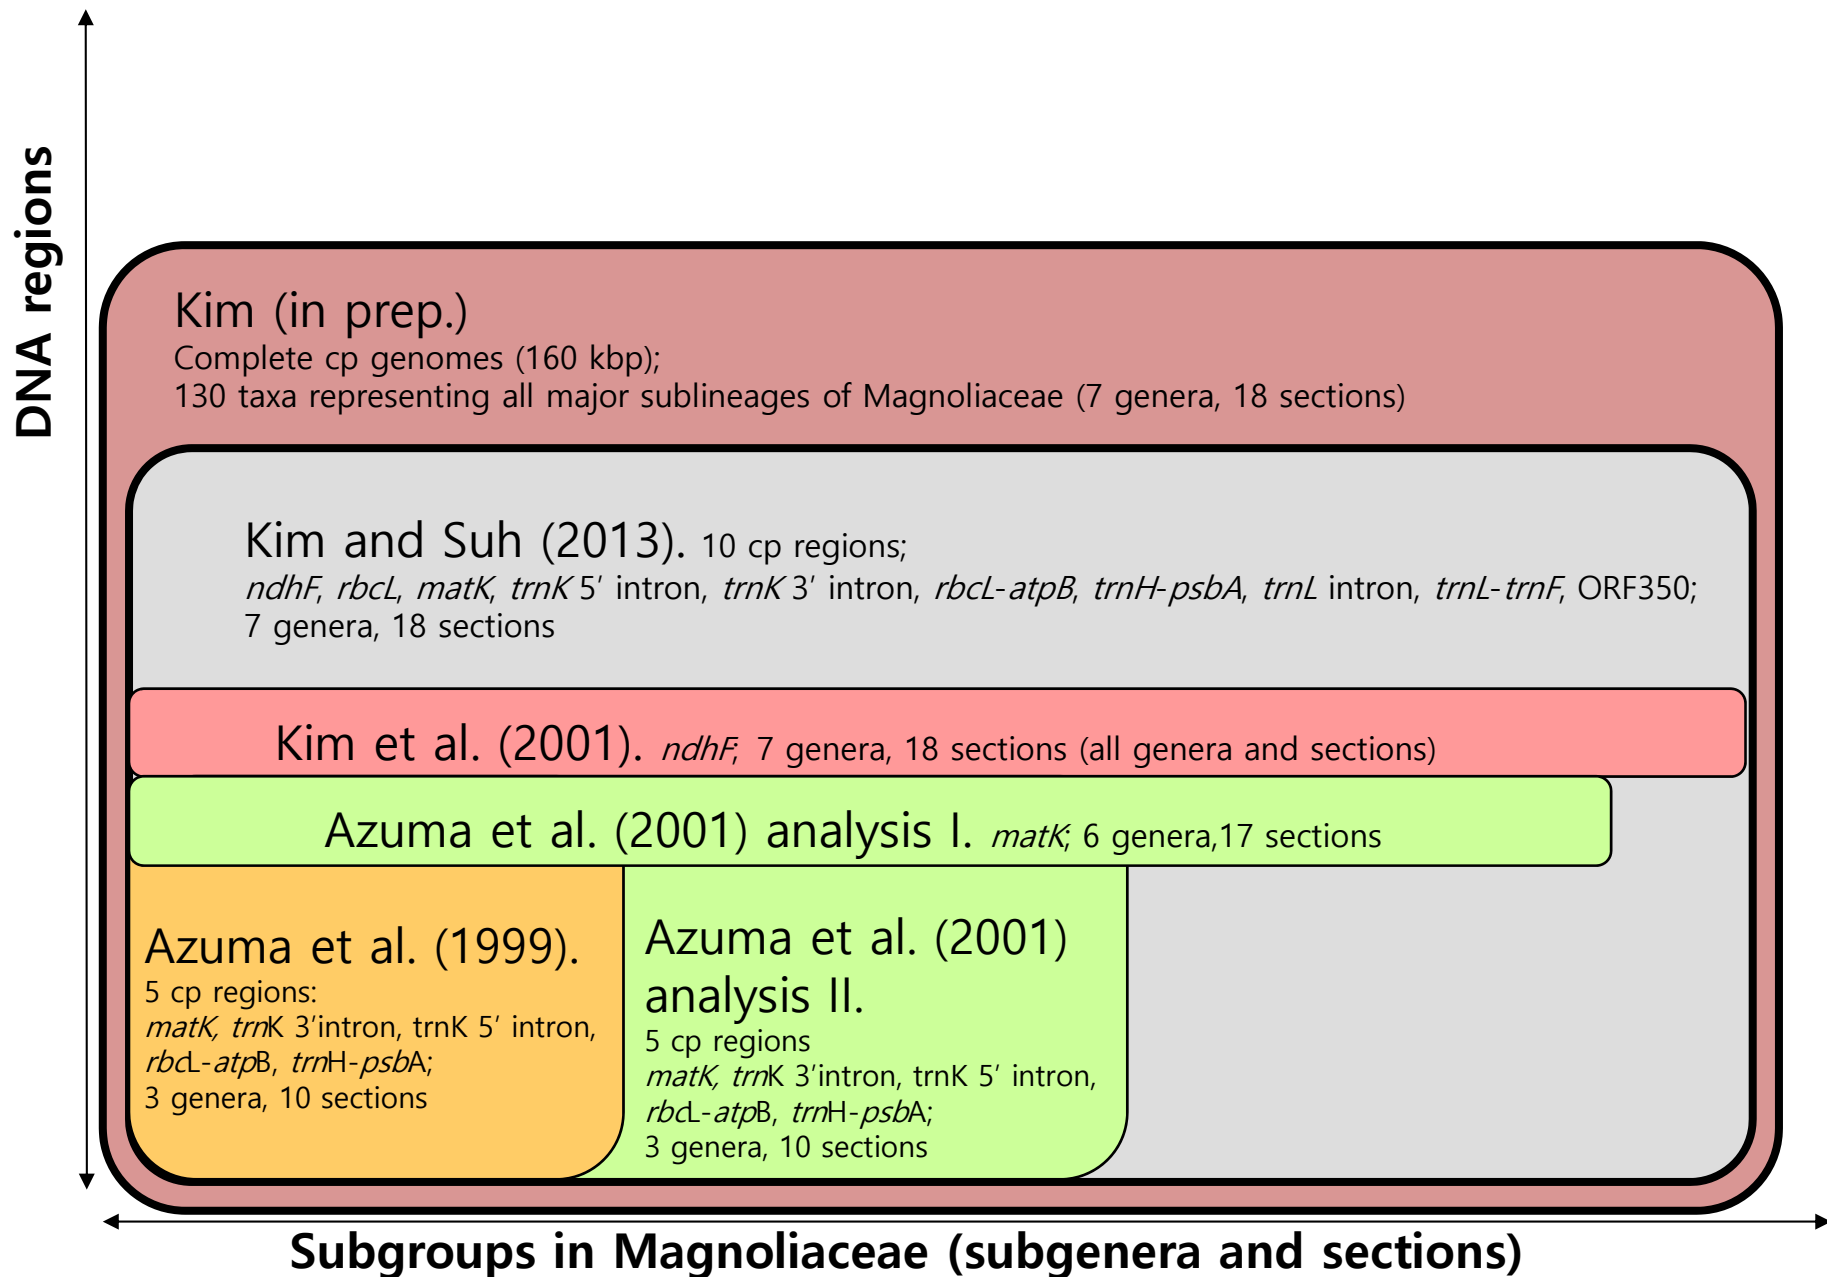 DNA regions
Kim (in prep.)
Complete cp genomes (160 kbp);
130 taxa representing all major sublineages of Magnoliaceae (7 genera, 18 sections)
Kim and Suh (2013). 10 cp regions;
ndhF, rbcL, matK, trnK 5’ intron, trnK 3’ intron, rbcL-atpB, trnH-psbA, trnL intron, trnL-trnF, ORF350;
7 genera, 18 sections
Kim et al. (2001). ndhF; 7 genera, 18 sections (all genera and sections)
Azuma et al. (2001) analysis I. matK; 6 genera,17 sections
Azuma et al. (1999).
5 cp regions:
matK, trnK 3’intron, trnK 5’ intron,
rbcL-atpB, trnH-psbA;
3 genera, 10 sections
Azuma et al. (2001)
analysis II.
5 cp regions
matK, trnK 3’intron, trnK 5’ intron,
rbcL-atpB, trnH-psbA;
3 genera, 10 sections
Subgroups in Magnoliaceae (subgenera and sections)